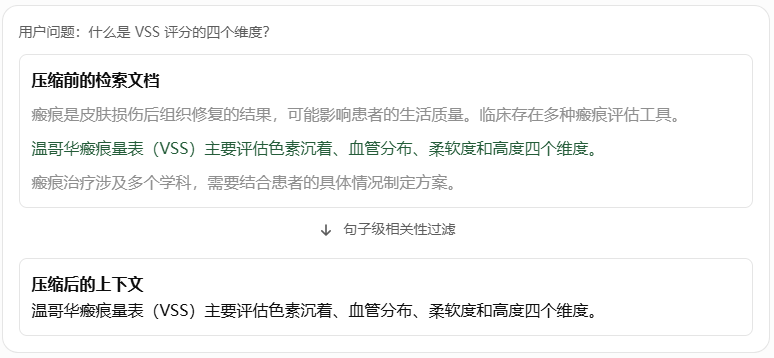 用户问题：什么是 VSS 评分的四个维度？
压缩前的检索文档
瘢痕是皮肤损伤后组织修复的结果，可能影响患者的生活质量。临床存在多种瘢痕评估工具。
温哥华瘢痕量表（VSS）主要评估色素沉着、血管分布、柔软度和高度四个维度。
瘢痕治疗涉及多个学科，需要结合患者的具体情况制定方案。
↓ 句子级相关性过滤
压缩后的上下文
温哥华瘢痕量表（VSS）主要评估色素沉着、血管分布、柔软度和高度四个维度。